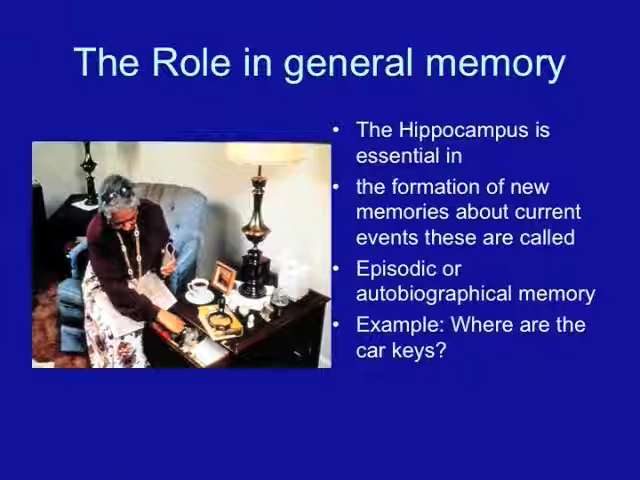 The Role in general memory
• The Hippocampus is
essential in
• the formation of new
memories about current
events these are called
• Episodic or
autobiographical memory
• Example: Where are the
car keys?